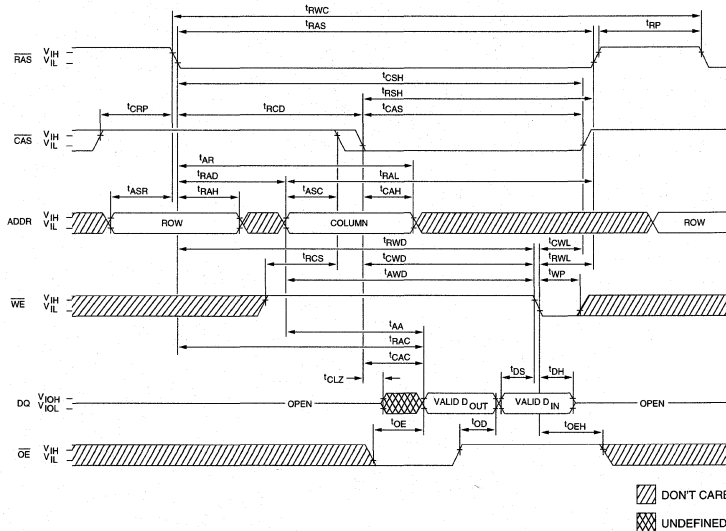 tRWC
tRAS
tRP
RAS VIH
VIL
tCSH
tRSH
tCRP
tRCD
tCAS
CAS VIH
VIL
tAR
tRAD
tRAL
tASR
tRAH
tASC
tCAH
ADDR VIH
VIL
ROW
COLUMN
ROW
tRWD
tCWL
tRCS
tCWD
tRWL
tAWD
tWP
WE VIH
VIL
tAA
tRAC
tCAC
tCLZ
tDS
tDH
DQ VIOH
VIOL
OPEN
VALID DOUT
VALID DIN
OPEN
tOE
tOD
tOEH
OE VIH
VIL
DON'T CARE
UNDEFINED